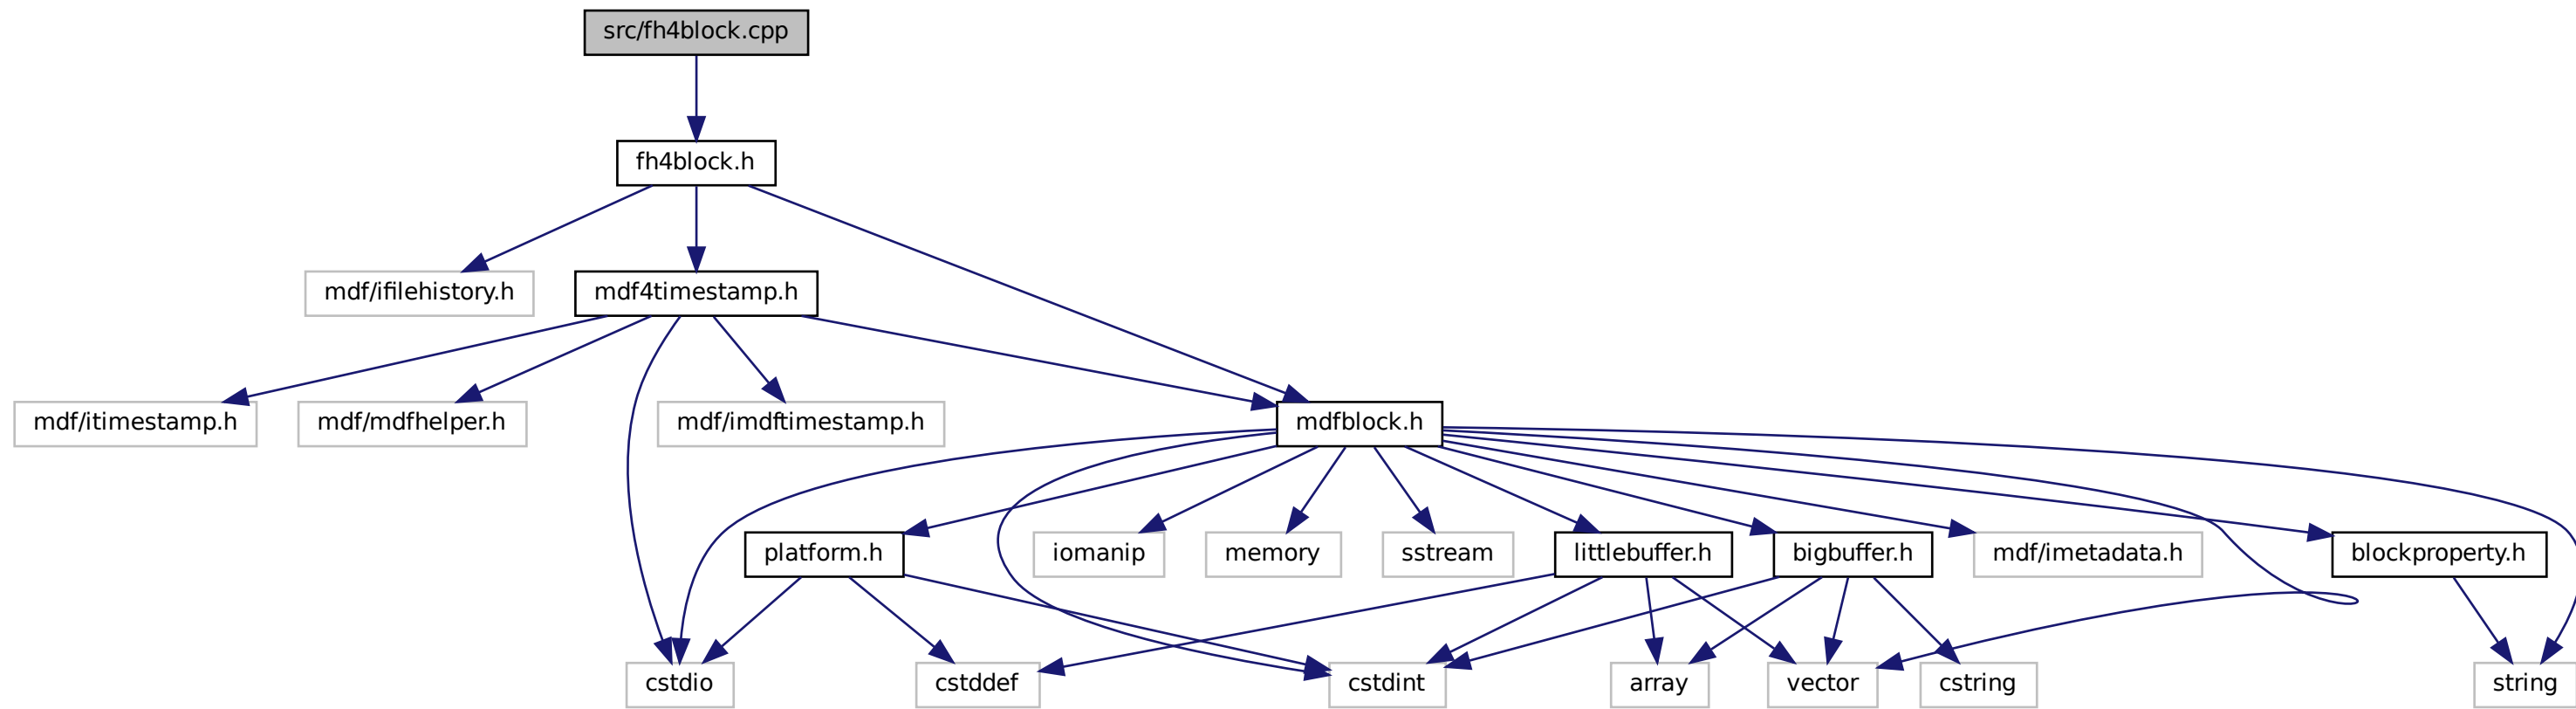 src/fh4block.cpp
fh4block.h
mdf/ifilehistory.h
mdf4timestamp.h
mdf/itimestamp.h
mdf/mdfhelper.h
mdf/imdftimestamp.h
mdfblock.h
platform.h
iomanip
memory
sstream
littlebuffer.h
bigbuffer.h
mdf/imetadata.h
blockproperty.h
cstdio
cstddef
cstdint
array
vector
cstring
string